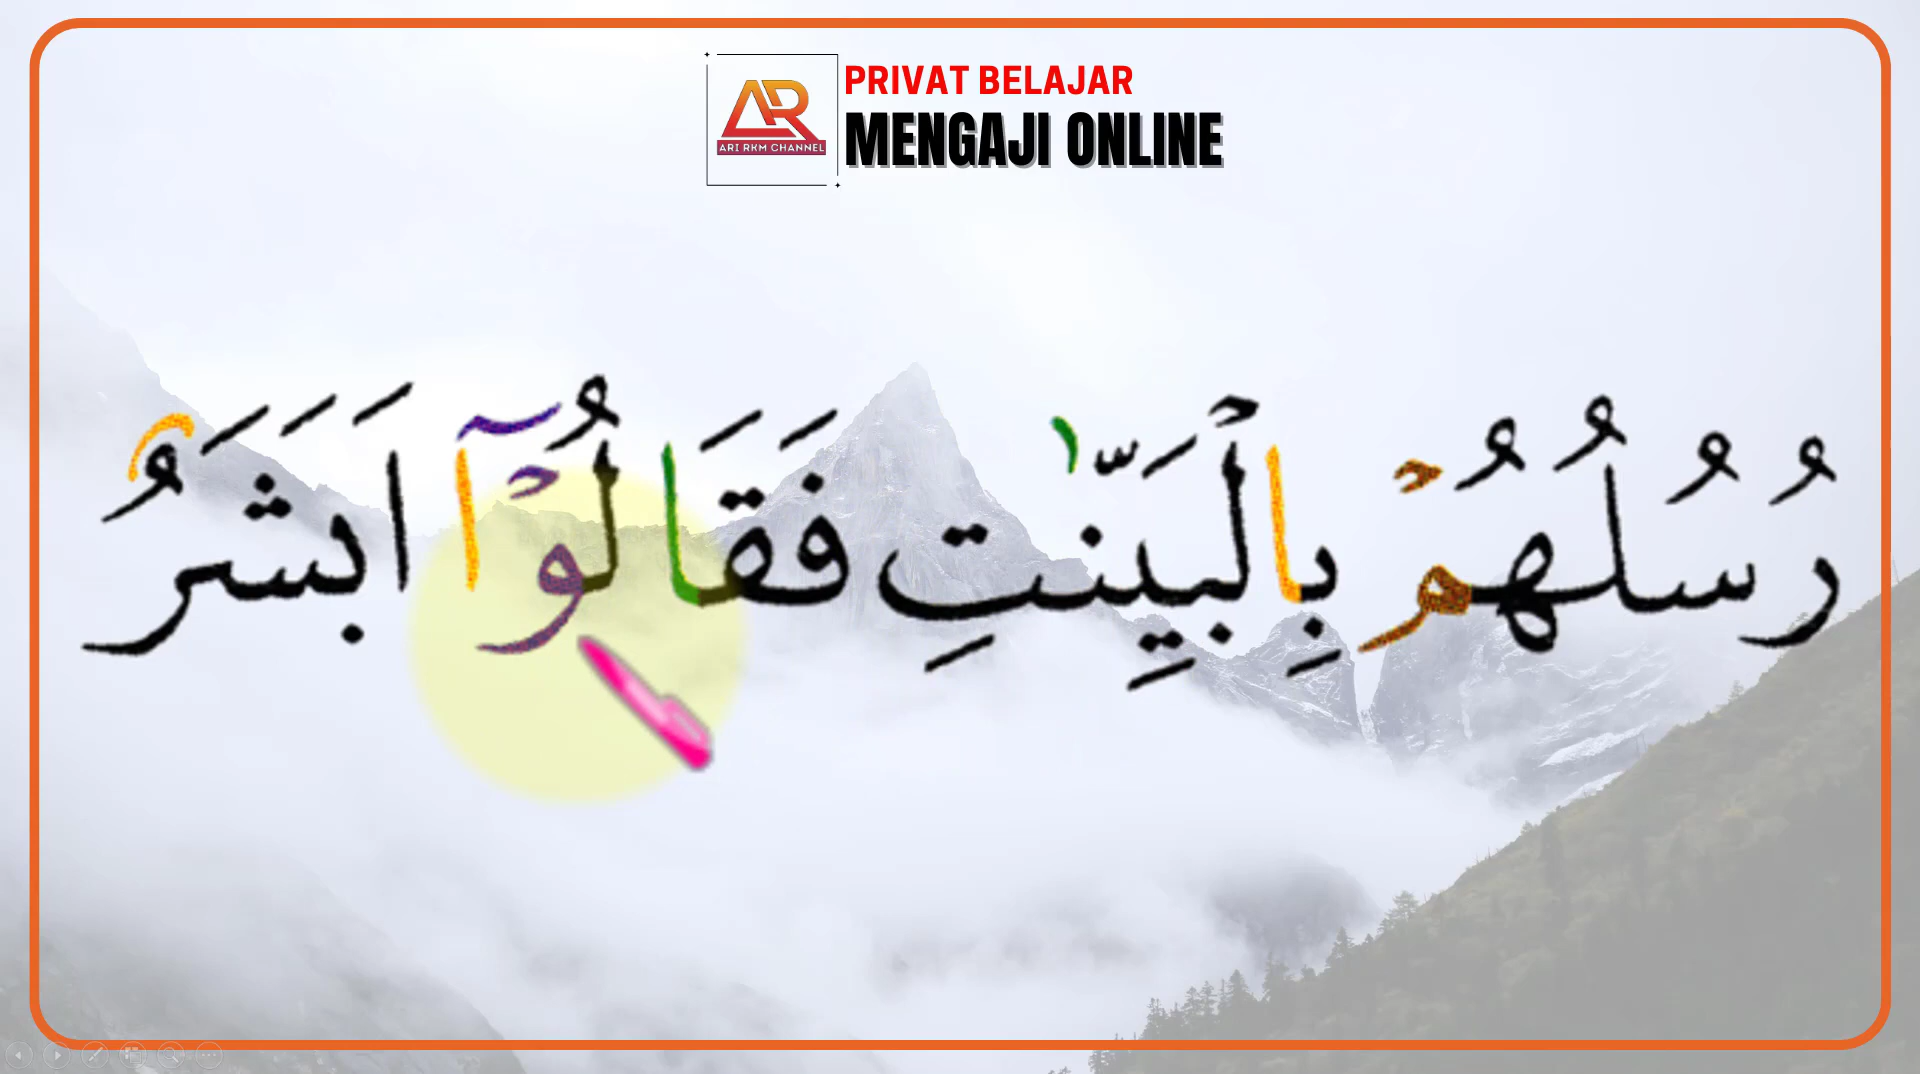 PRIVAT BELAJAR
MENGAJI ONLINE
ARI RKM CHANNEL
رُسُلُهُمْ بِالْبَيِّنٰتِ فَقَالُوْٓا اَبَشَرٌ